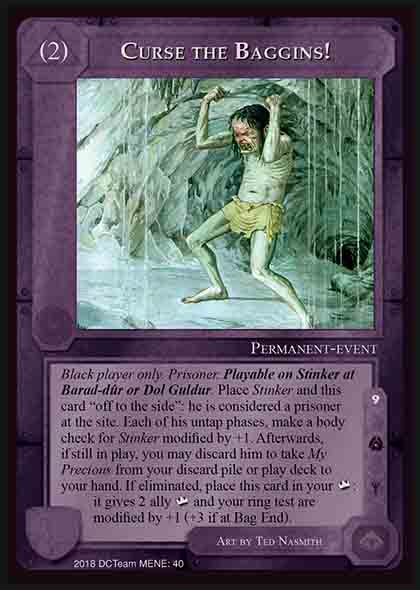 (2)
CURSE THE BAGGINS!
PERMANENT-EVENT
Black player only. Prisoner. Playable on Stinker at
Barad-dûr or Dol Guldur. Place Stinker and this
card “off to the side”: he is considered a prisoner
at the site. Each of his untap phases, make a body
check for Stinker modified by +1. Afterwards,
if still in play, you may discard him to take My
Precious from your discard pile or play deck to
your hand. If eliminated, place this card in your ;
it gives 2 ally and your ring test are
modified by +1 (+3 if at Bag End).
9
ART BY TED NASMITH
2018 DCTeam MENE: 40